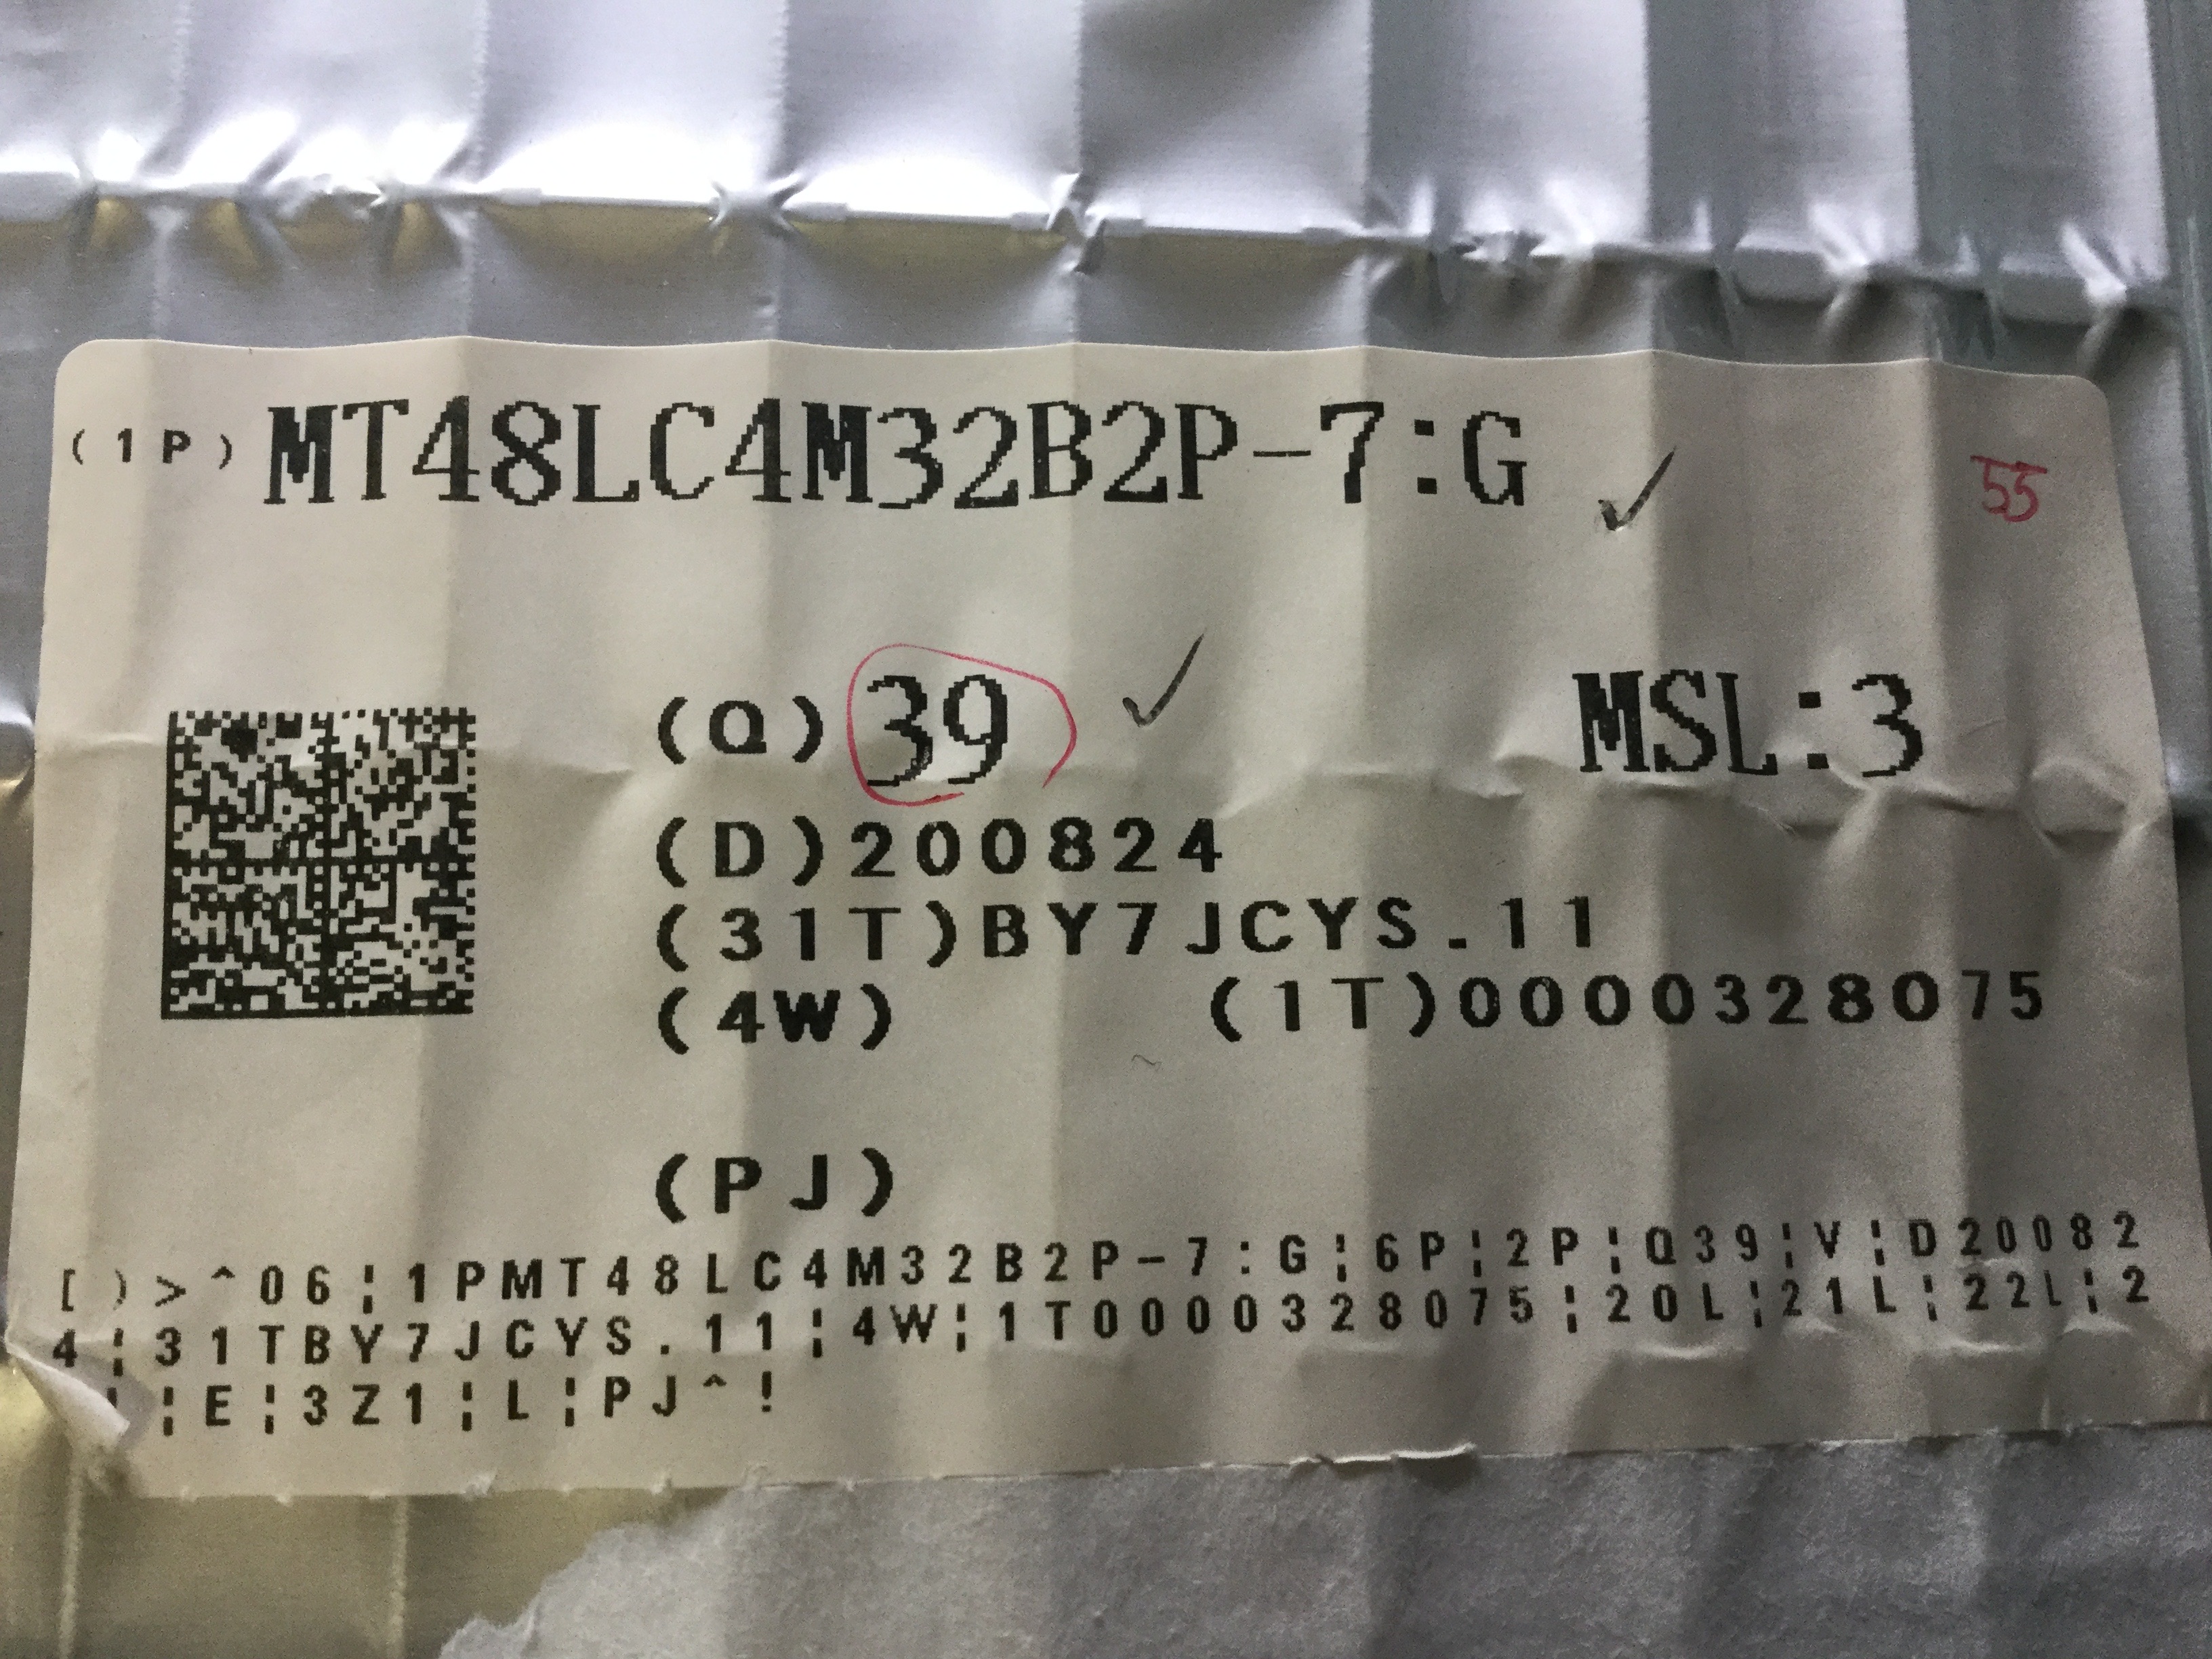 (1P) MT48LC4M32B2P-7:G
55
(Q) 39 MSL:3
(D)200824
(31T)BY7JCYS.11
(4W) (1T)0000328075
(PJ)
[)>^06¦1PMT48LC4M32B2P-7:G¦6P¦2P¦Q39¦V¦D20082
4¦31TBY7JCYS.11¦4W¦1T0000328075¦20L¦21L¦22L¦2
¦E¦3Z1¦L¦PJ^!